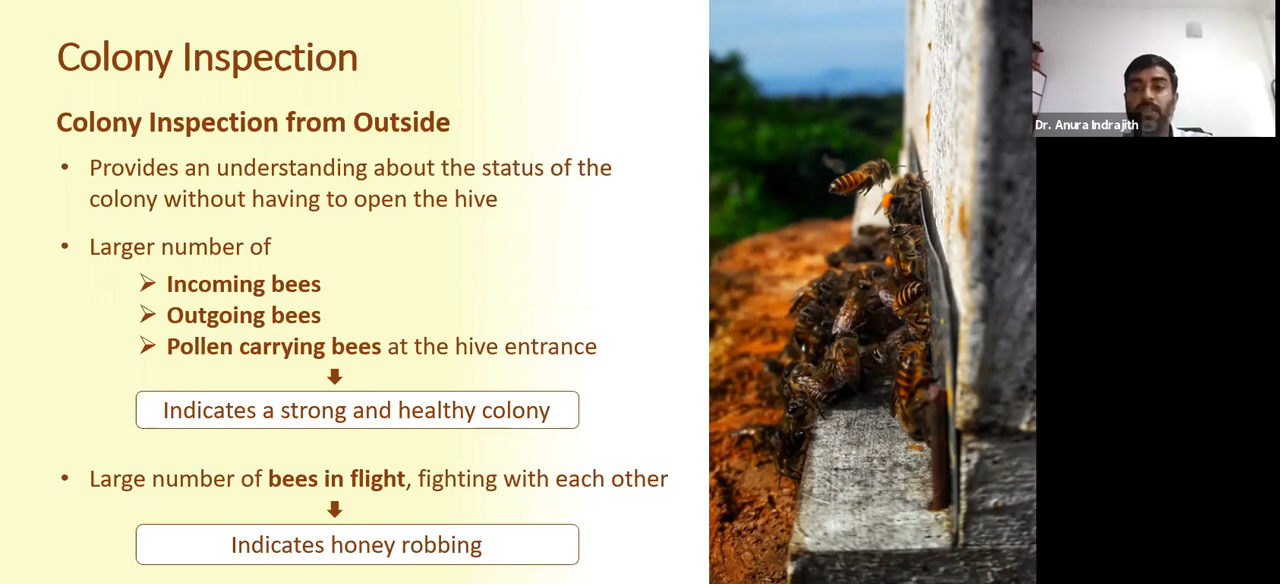 Colony Inspection
Colony Inspection from Outside
• Provides an understanding about the status of the
colony without having to open the hive
• Larger number of
➢ Incoming bees
➢ Outgoing bees
➢ Pollen carrying bees at the hive entrance
Indicates a strong and healthy colony
• Large number of bees in flight, fighting with each other
Indicates honey robbing
Dr. Anura Indrajith